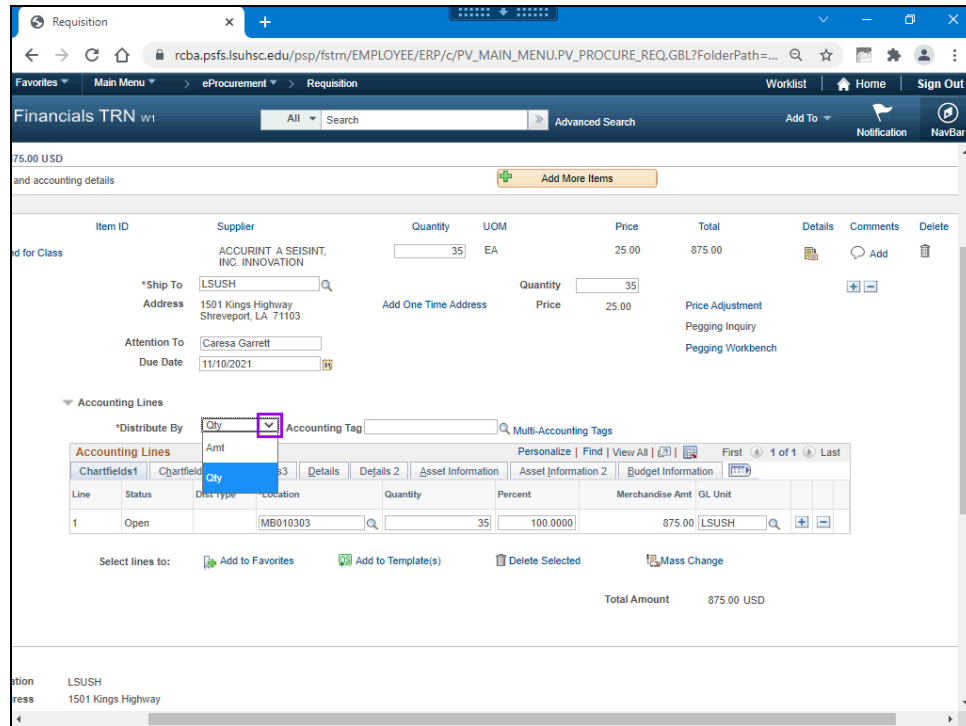 Requisition
rcba.psfs.lsuhsc.edu/psp/fstrn/EMPLOYEE/ERP/c/PV_MAIN_MENU.PV_PROCURE_REQ.GBL?FolderPath=...
Favorites Main Menu > eProcurement > Requisition Worklist Home Sign Out
Financials TRN W1 All Search » Advanced Search Add To Notification NavBar
875.00 USD
and accounting details Add More Items
Item ID Supplier Quantity UOM Price Total Details Comments Delete
ed for Class ACCURINT A SEISINT, 35 EA 25.00 875.00 Add
INC. INNOVATION
*Ship To LSUSH Quantity 35
Address 1501 Kings Highway Add One Time Address Price 25.00 Price Adjustment
Shreveport, LA 71103
Pegging Inquiry
Attention To Caresa Garrett Pegging Workbench
Due Date 11/10/2021
Accounting Lines
*Distribute By Qty Accounting Tag Multi-Accounting Tags
Amt
Qty
Accounting Lines Personalize | Find | View All | First 1 of 1 Last
Chartfields1 Chartfield s3 Details Details 2 Asset Information Asset Information 2 Budget Information
Line Status Dist Type *Location Quantity Percent Merchandise Amt GL Unit
1 Open MB010303 35 100.0000 875.00 LSUSH
Select lines to: Add to Favorites Add to Template(s) Delete Selected Mass Change
Total Amount 875.00 USD
ation LSUSH
ress 1501 Kings Highway